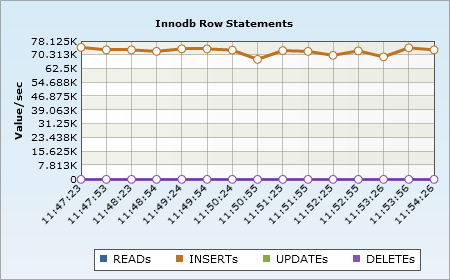 Innodb Row Statements
Value/sec
78.125K
70.313K
62.5K
54.688K
46.875K
39.063K
31.25K
23.438K
15.625K
7.813K
0
11:47:23
11:47:53
11:48:23
11:48:54
11:49:24
11:49:54
11:50:24
11:50:55
11:51:25
11:51:55
11:52:25
11:52:55
11:53:26
11:53:56
11:54:26
READs INSERTs UPDATEs DELETEs